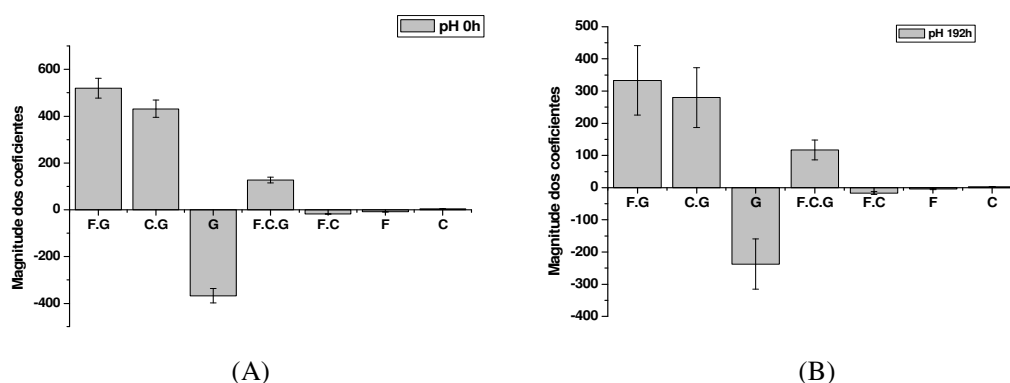 pH 0h
Magnitude dos coeficientes
600
400
200
0
-200
-400
F.G C.G G F.C.G F.C F C
(A)
pH 192h
Magnitude dos coeficientes
500
400
300
200
100
0
-100
-200
-300
-400
F.G C.G G F.C.G F.C F C
(B)